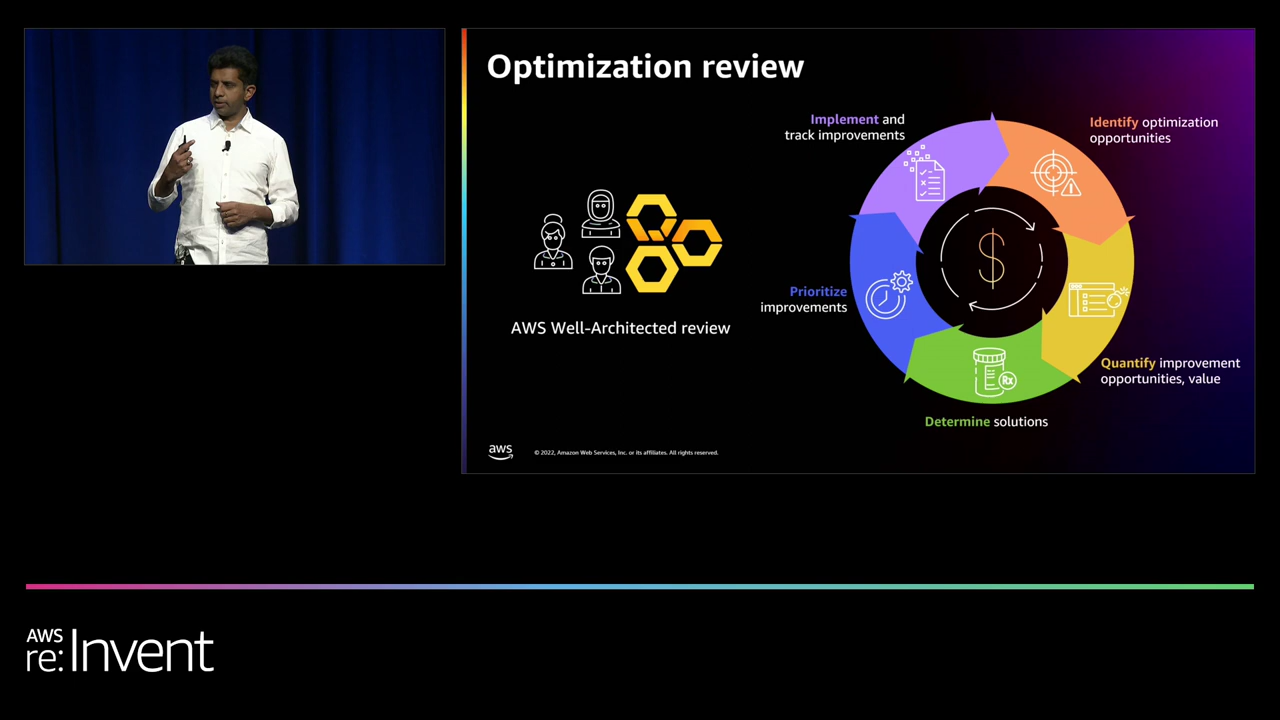 Optimization review
Implement and
track improvements
Identify optimization
opportunities
Prioritize
improvements
AWS Well-Architected review
Rx
Quantify improvement
opportunities, value
Determine solutions
aws
© 2022, Amazon Web Services, Inc. or its affiliates. All rights reserved.
AWS
re:Invent